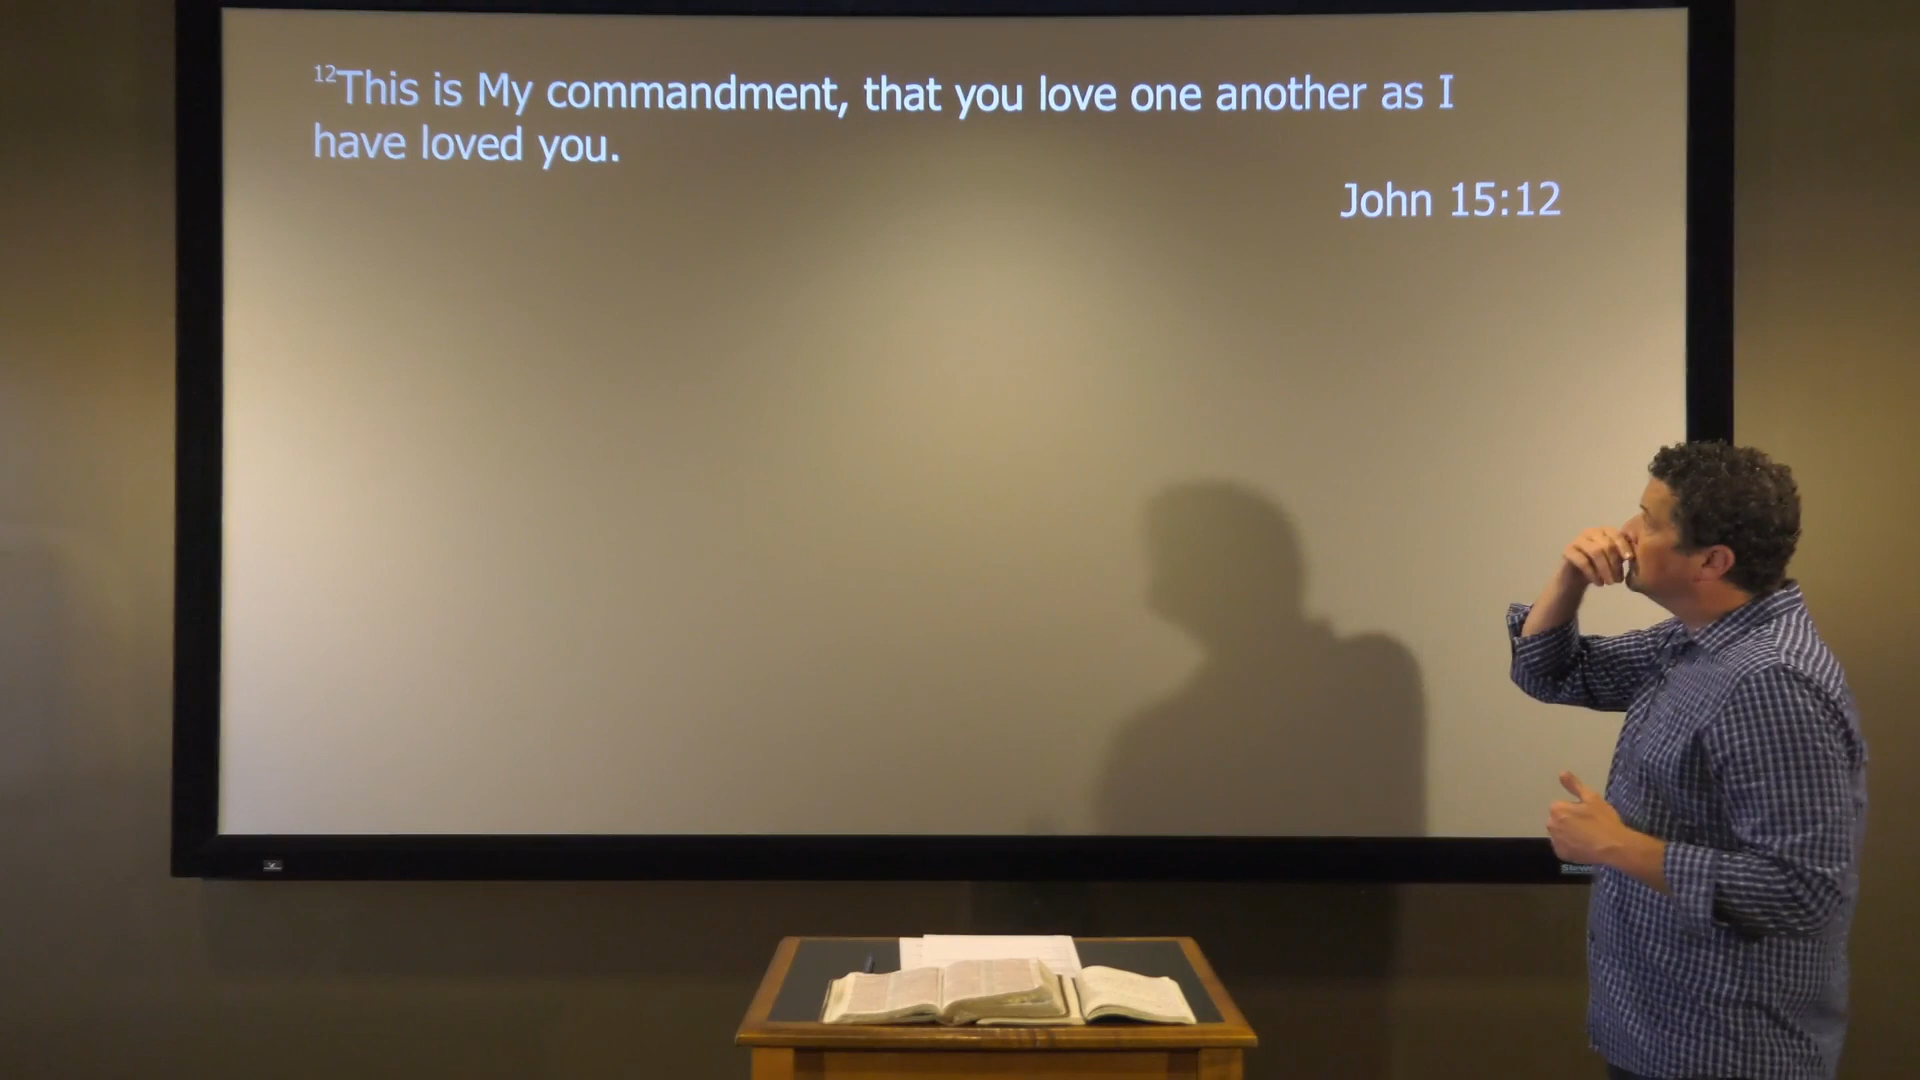 12This is My commandment, that you love one another as I
have loved you.
John 15:12